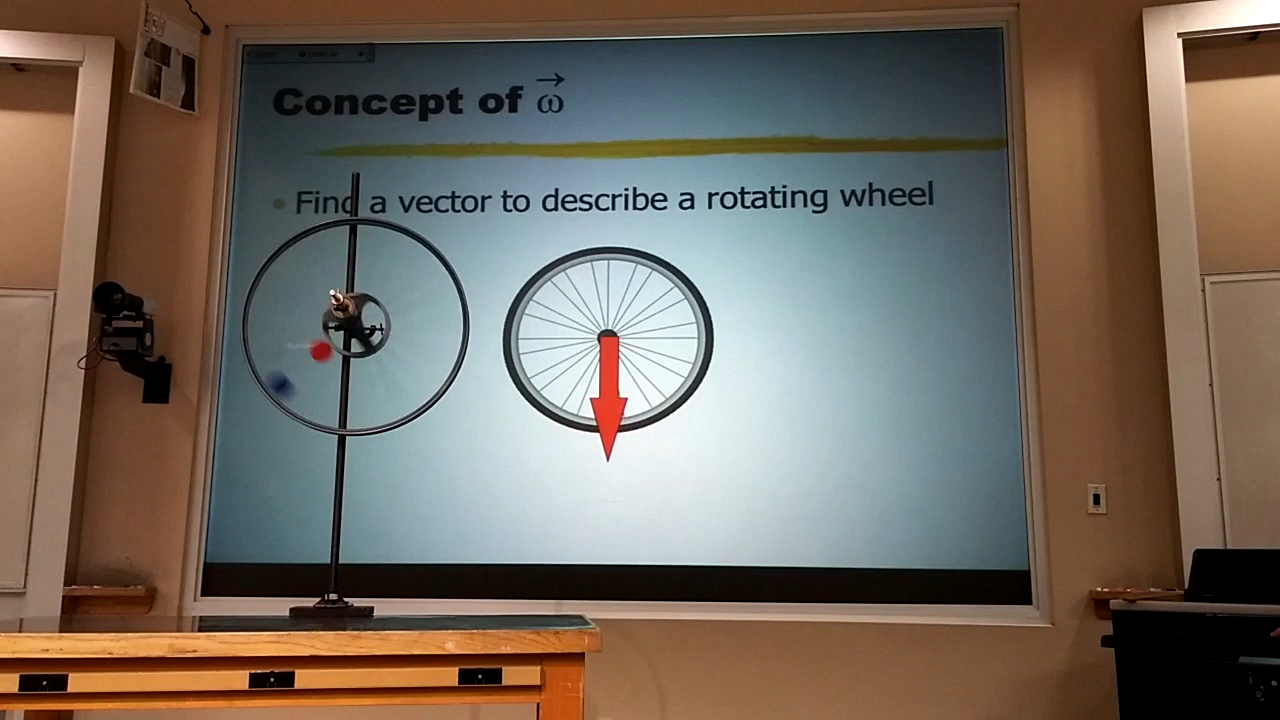 Concept of ω⃗
Find a vector to describe a rotating wheel